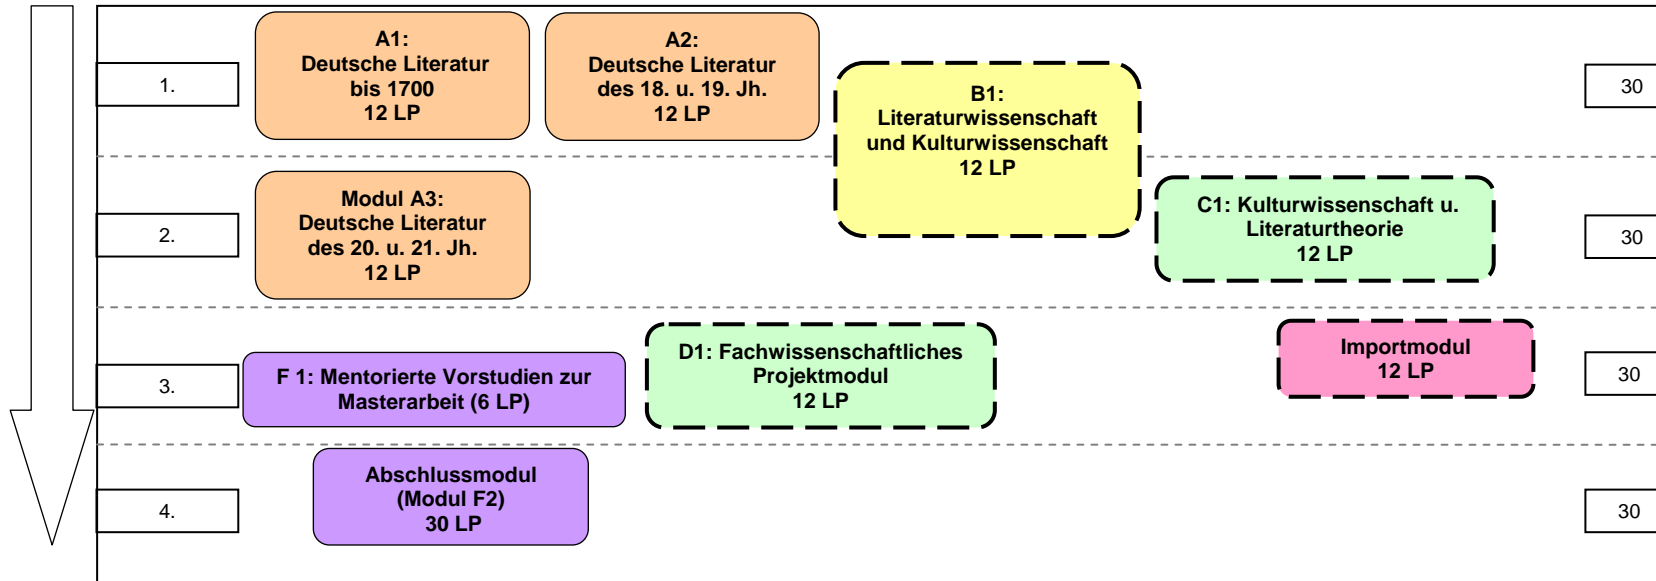 1.
A1:
Deutsche Literatur
bis 1700
12 LP
A2:
Deutsche Literatur
des 18. u. 19. Jh.
12 LP
B1:
Literaturwissenschaft
und Kulturwissenschaft
12 LP
30
2.
Modul A3:
Deutsche Literatur
des 20. u. 21. Jh.
12 LP
C1: Kulturwissenschaft u.
Literaturtheorie
12 LP
30
3.
F 1: Mentorierte Vorstudien zur
Masterarbeit (6 LP)
D1: Fachwissenschaftliches
Projektmodul
12 LP
Importmodul
12 LP
30
4.
Abschlussmodul
(Modul F2)
30 LP
30